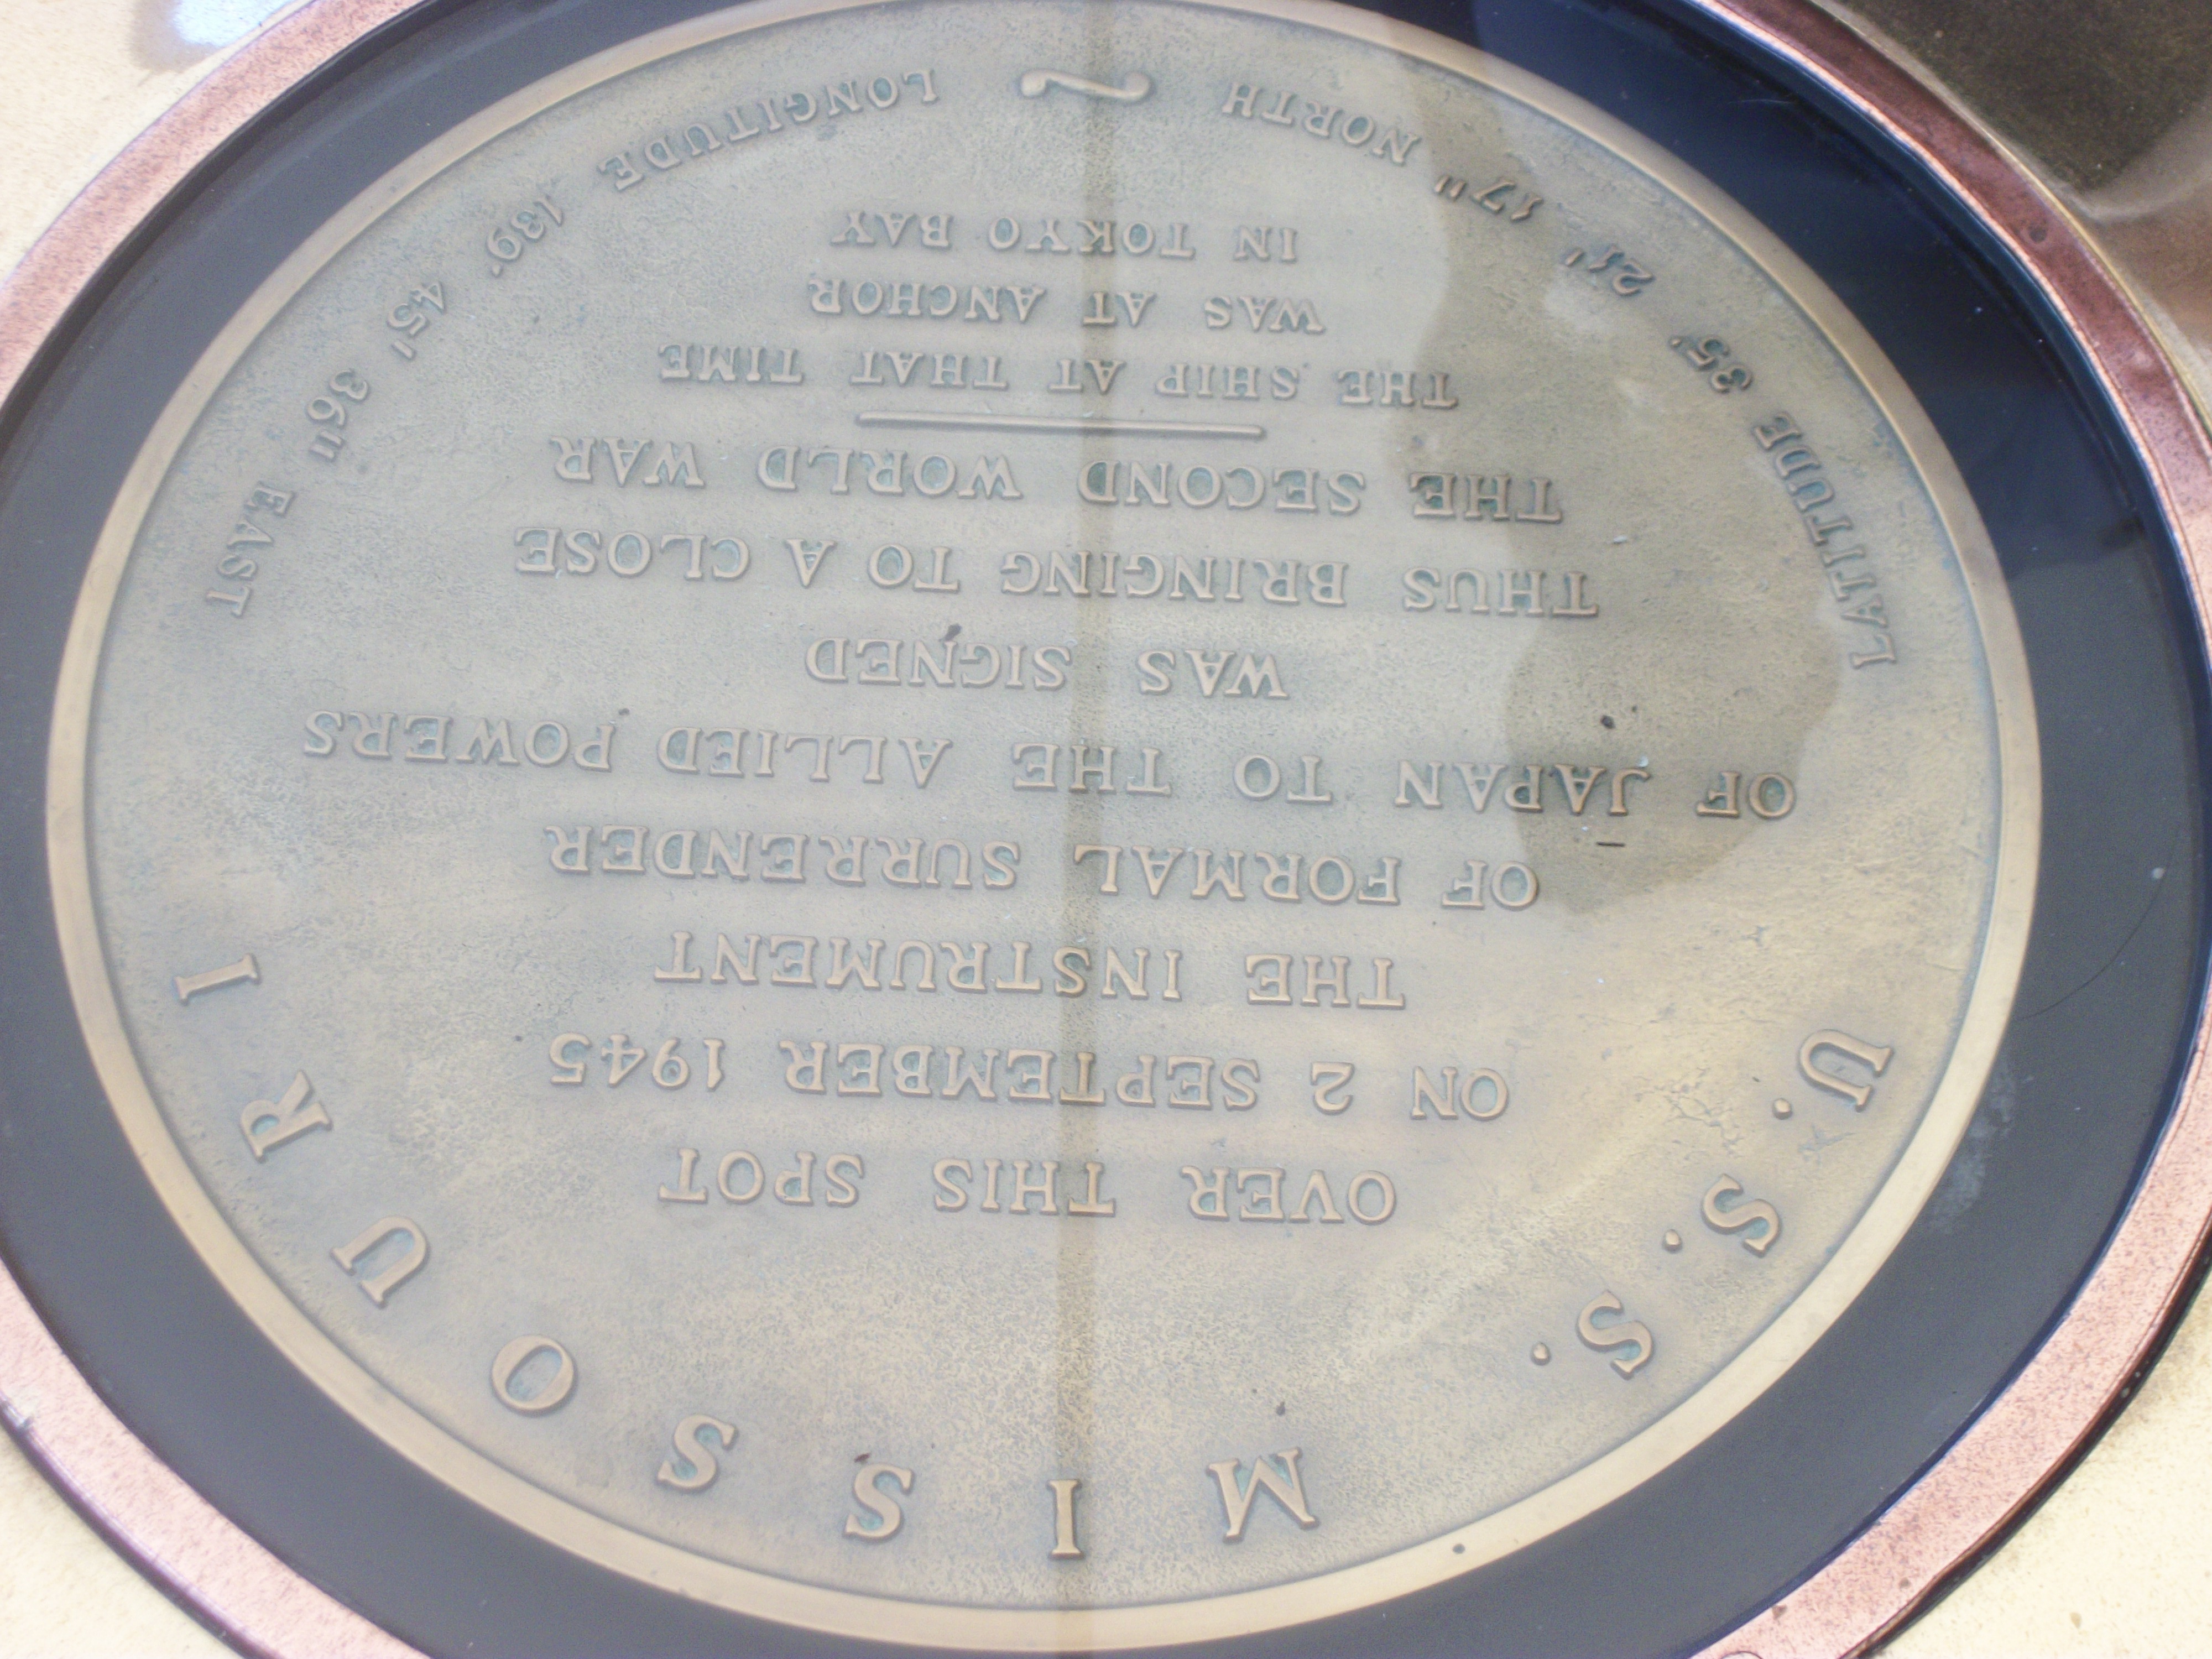 U. S. S. MISSOURI
OVER THIS SPOT
ON 2 SEPTEMBER 1945
THE INSTRUMENT
OF FORMAL SURRENDER
OF JAPAN TO THE ALLIED POWERS
WAS SIGNED
THUS BRINGING TO A CLOSE
THE SECOND WORLD WAR
THE SHIP AT THAT TIME
WAS AT ANCHOR
IN TOKYO BAY
LATITUDE 35° 21' 17" NORTH ~ LONGITUDE 139° 45' 36" EAST